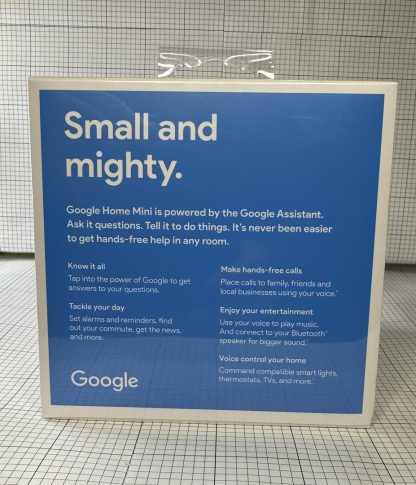 Small and
mighty.
Google Home Mini is powered by the Google Assistant.
Ask it questions. Tell it to do things. It's never been easier
to get hands-free help in any room.
Know it all
Tap into the power of Google to get
answers to your questions.
Tackle your day
Set alarms and reminders, find
out your commute, get the news,
and more.
Make hands-free calls
Place calls to family, friends and
local businesses using your voice.*
Enjoy your entertainment
Use your voice to play music.
And connect to your Bluetooth®
speaker for bigger sound.*
Voice control your home
Command compatible smart lights,
thermostats, TVs, and more.*
Google